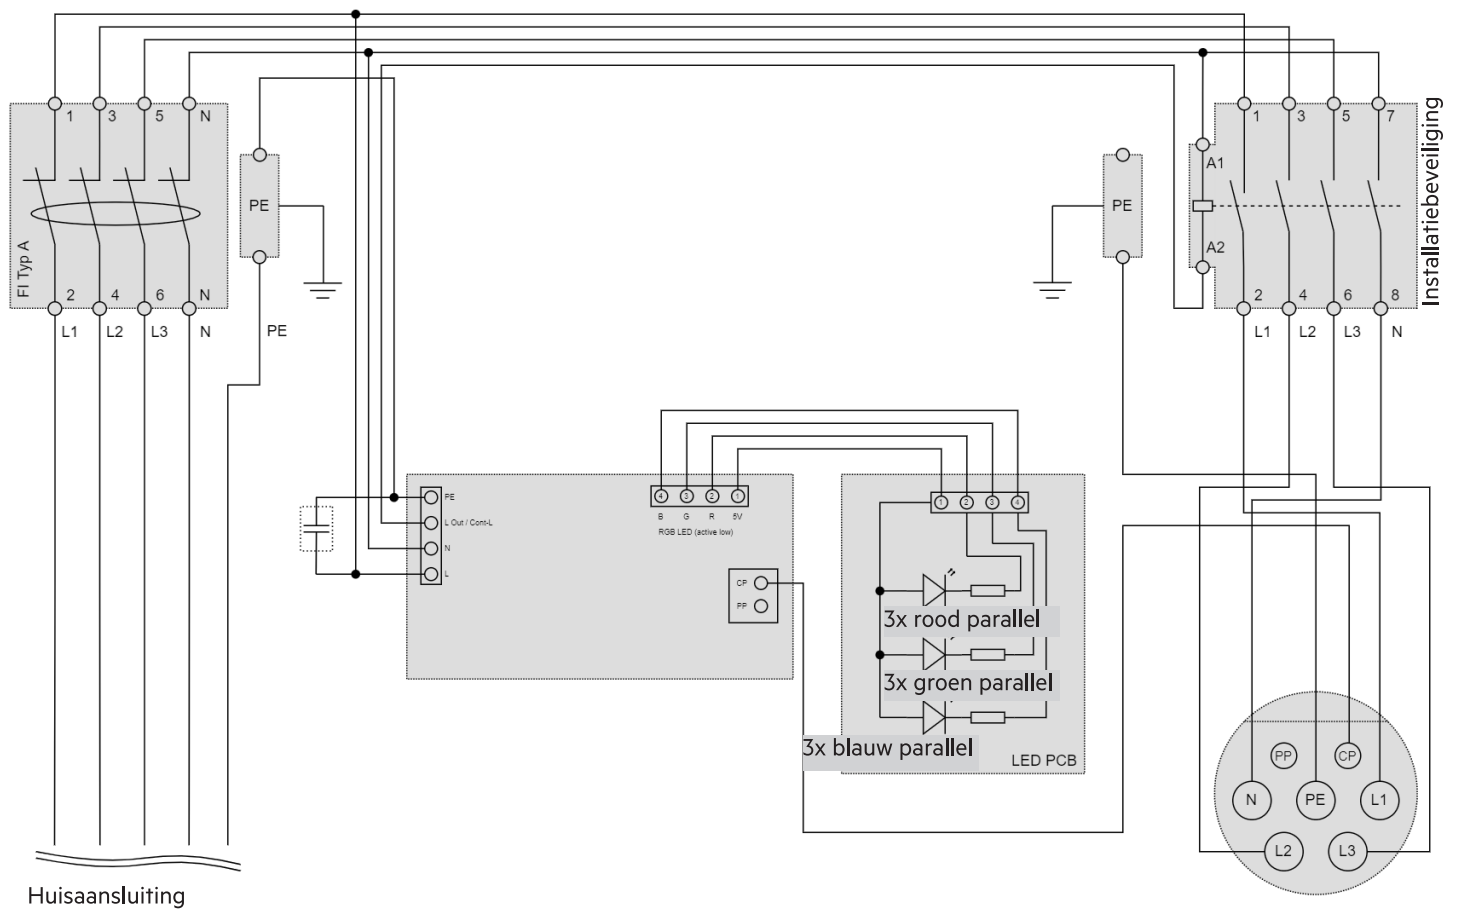 1 3 5 N
FI Typ A
2 4 6 N
L1 L2 L3 N PE
PE
PE
1 3 5 7
A1
A2
2 4 6 8
L1 L2 L3 N
Installatiebeveiliging
4 3 2 1
B G R 5V
RGB LED (active low)
PE
L Out / Cont-L
N
L
CP
PP
1 2 3 4
3x rood parallel
3x groen parallel
3x blauw parallel
LED PCB
PP CP
N PE L1
L2 L3
Huisaansluiting